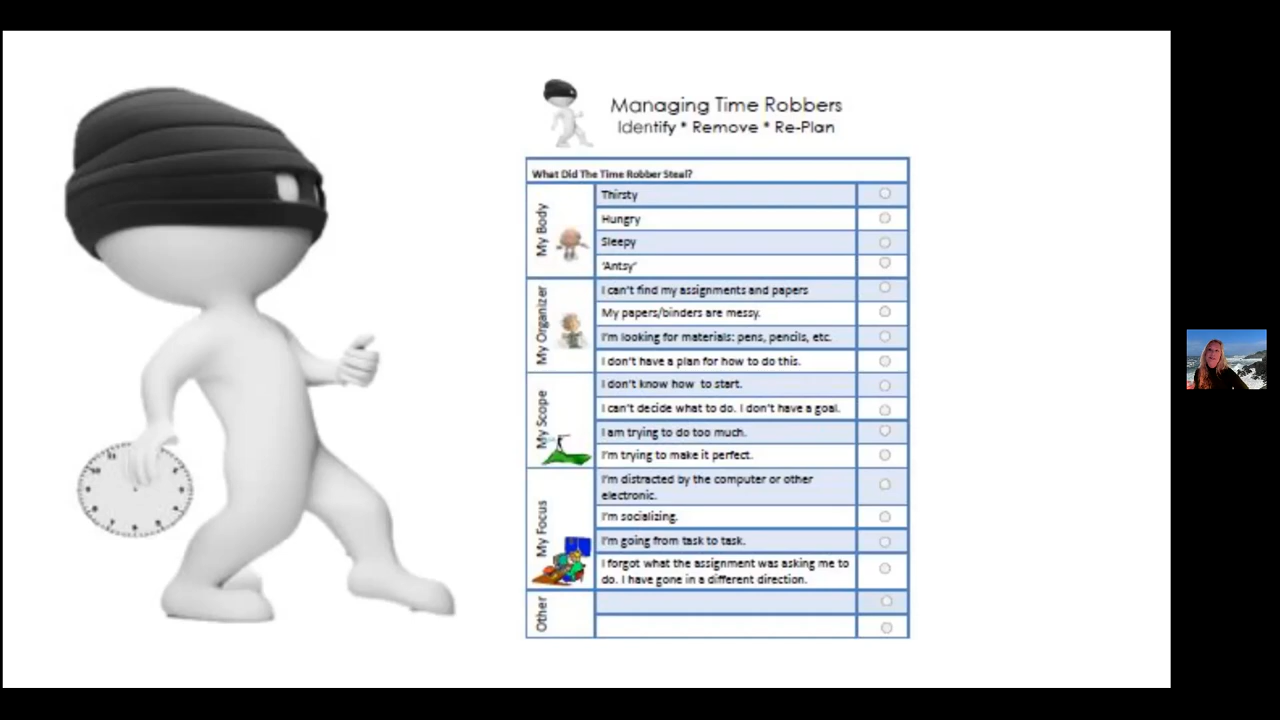 Managing Time Robbers
Identify * Remove * Re-Plan
What Did The Time Robber Steal?
My Body
Thirsty
Hungry
Sleepy
'Antsy'
My Organizer
I can't find my assignments and papers
My papers/binders are messy.
I'm looking for materials: pens, pencils, etc.
I don't have a plan for how to do this.
My Scope
I don't know how to start.
I can't decide what to do. I don't have a goal.
I am trying to do too much.
I'm trying to make it perfect.
My Focus
I'm distracted by the computer or other
electronic.
I'm socializing.
I'm going from task to task.
I forgot what the assignment was asking me to
do. I have gone in a different direction.
Other